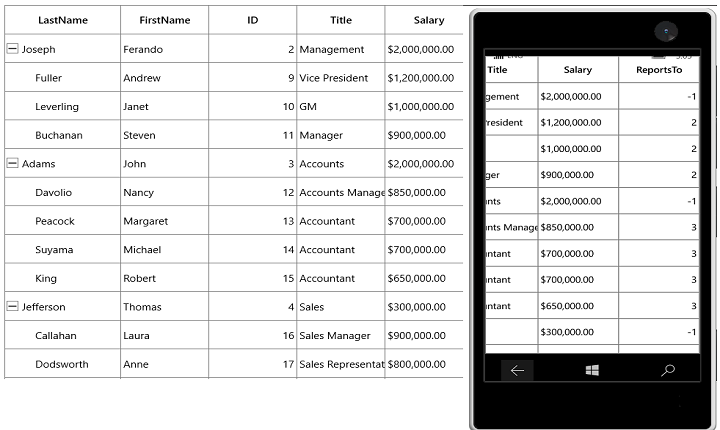 LastName FirstName ID Title Salary
Joseph Ferando 2 Management $2,000,000.00
Fuller Andrew 9 Vice President $1,200,000.00
Leverling Janet 10 GM $1,000,000.00
Buchanan Steven 11 Manager $900,000.00
Adams John 3 Accounts $2,000,000.00
Davolio Nancy 12 Accounts Manage $850,000.00
Peacock Margaret 13 Accountant $700,000.00
Suyama Michael 14 Accountant $700,000.00
King Robert 15 Accountant $650,000.00
Jefferson Thomas 4 Sales $300,000.00
Callahan Laura 16 Sales Manager $900,000.00
Dodsworth Anne 17 Sales Representat $800,000.00
Title Salary ReportsTo
gement $2,000,000.00 -1
resident $1,200,000.00 2
$1,000,000.00 2
ger $900,000.00 2
nts $2,000,000.00 -1
nts Manage $850,000.00 3
ntant $700,000.00 3
ntant $700,000.00 3
ntant $650,000.00 3
$300,000.00 -1